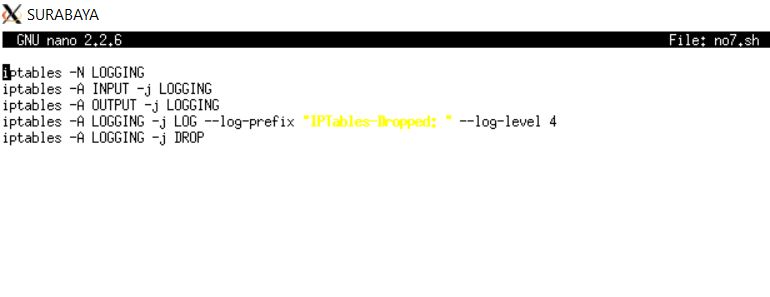 SURABAYA
GNU nano 2.2.6 File: no7.sh
iptables -N LOGGING
iptables -A INPUT -j LOGGING
iptables -A OUTPUT -j LOGGING
iptables -A LOGGING -j LOG --log-prefix "IPTables-Dropped: " --log-level 4
iptables -A LOGGING -j DROP